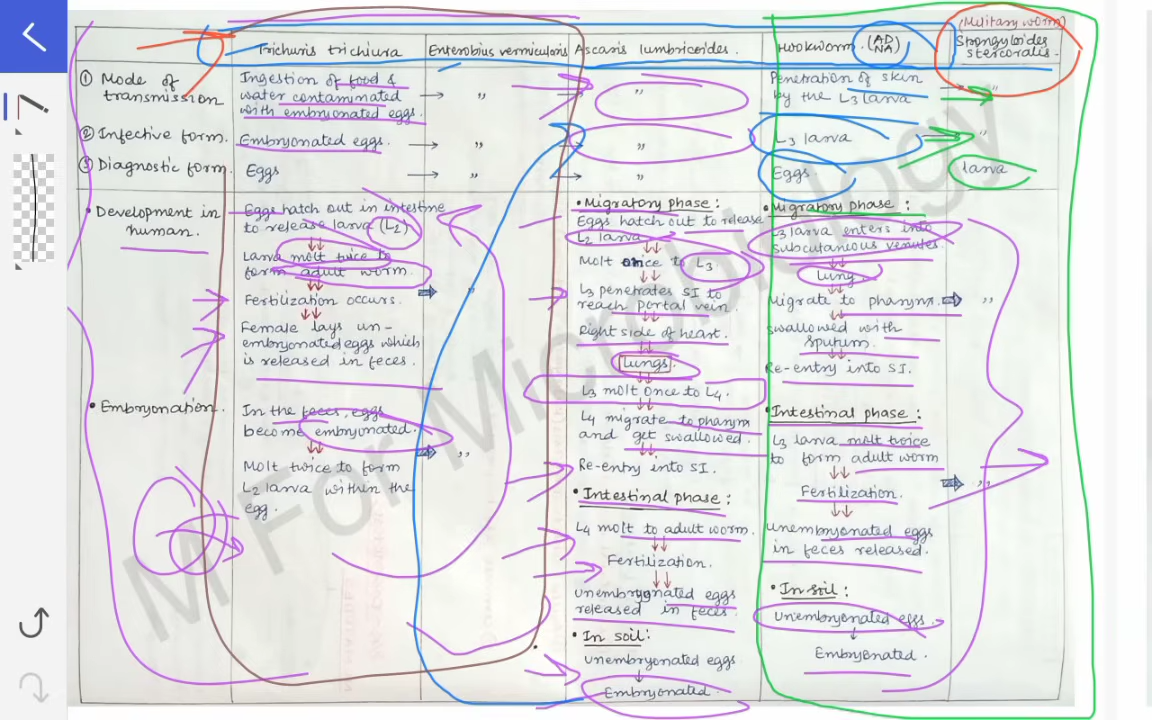 (Military worm)
Trichuris trichiura
Enterobius vermicularis
Ascaris lumbricoides.
Hookworm. (AD/NA)
Strongyloides
stercoralis.
① Mode of
transmission
Ingestion of food &
water contaminated
with embryonated eggs.
→ "
"
Penetration of skin
by the L3 larva
→ "
② Infective form.
Embryonated eggs.
→ "
→ "
L3 larva
→ "
③ Diagnostic form.
Eggs
→ "
→ "
Eggs
larva
• Development in
human.
Eggs hatch out in intestine
to release larva (L2)
↓↓
Larva molt twice to
form adult worm.
↓↓
Fertilization occurs.
↓↓
Female lays un-
embryonated eggs which
is released in feces.
⇒ "
• Migratory phase :
Eggs hatch out to release
L2 larva
↓↓
Molt once to L3
↓↓
L3 penetrates SI to
reach portal vein.
↓↓
Right side of heart.
↓↓
Lungs
↓↓
L3 molt once to L4.
↓↓
L4 migrate to pharynx
and get swallowed.
↓↓
Re-entry into SI.
• Intestinal phase :
L4 molt to adult worm.
↓↓
Fertilization.
↓↓
unembryonated eggs
released in feces.
• In soil:
unembryonated eggs
↓
Embryonated.
• Migratory phase :
L3 larva enters into
subcutaneous venules.
↓↓
lung
↓↓
Migrate to pharynx.
↓↓
swallowed with
sputum.
↓↓
Re-entry into SI.
⇒ "
• Intestinal phase :
L3 larva molt twice
to form adult worm
↓↓
Fertilization.
↓↓
unembryonated eggs
in feces released.
⇒ "
• In soil :
unembryonated eggs.
↓
Embryonated.
• Embryonation.
In the feces, eggs
become embryonated.
↓↓
Molt twice to form
L2 larva within the
egg.
⇒ "
M For Microbiology